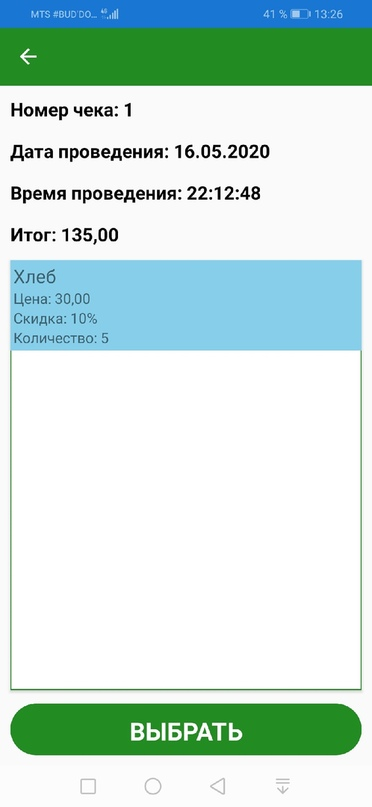 MTS #BUD'DO... 4G 41 % 13:26
Номер чека: 1
Дата проведения: 16.05.2020
Время проведения: 22:12:48
Итог: 135,00
Хлеб
Цена: 30,00
Скидка: 10%
Количество: 5
ВЫБРАТЬ